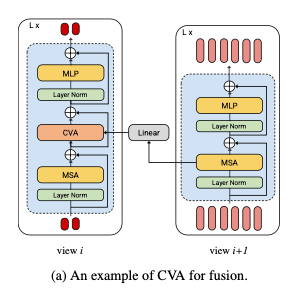 L x
MLP
Layer Norm
CVA
MSA
Layer Norm
view i
Linear
L x
MLP
Layer Norm
MSA
Layer Norm
view i+1
(a) An example of CVA for fusion.